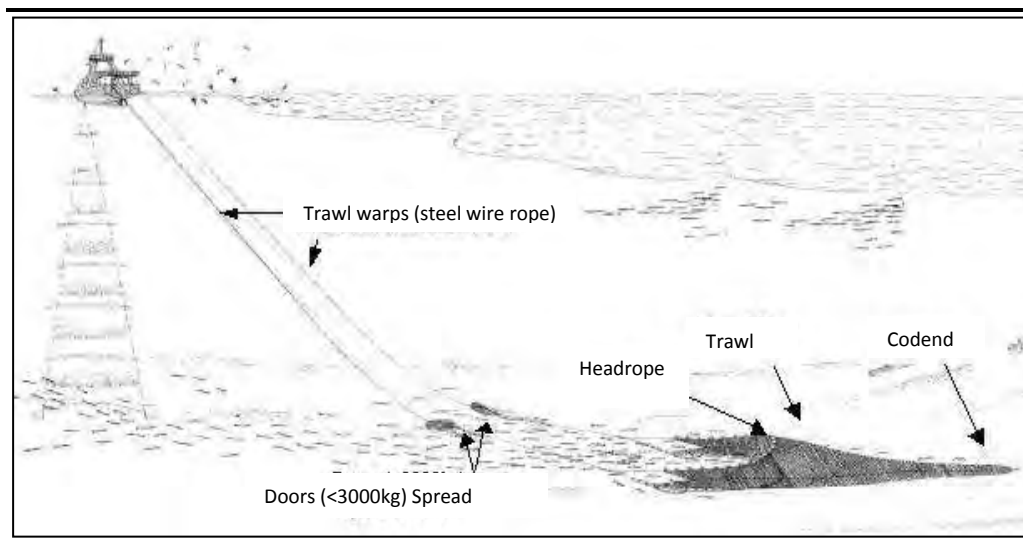 Trawl warps (steel wire rope)
Trawl
Codend
Headrope
Doors (<3000kg) Spread